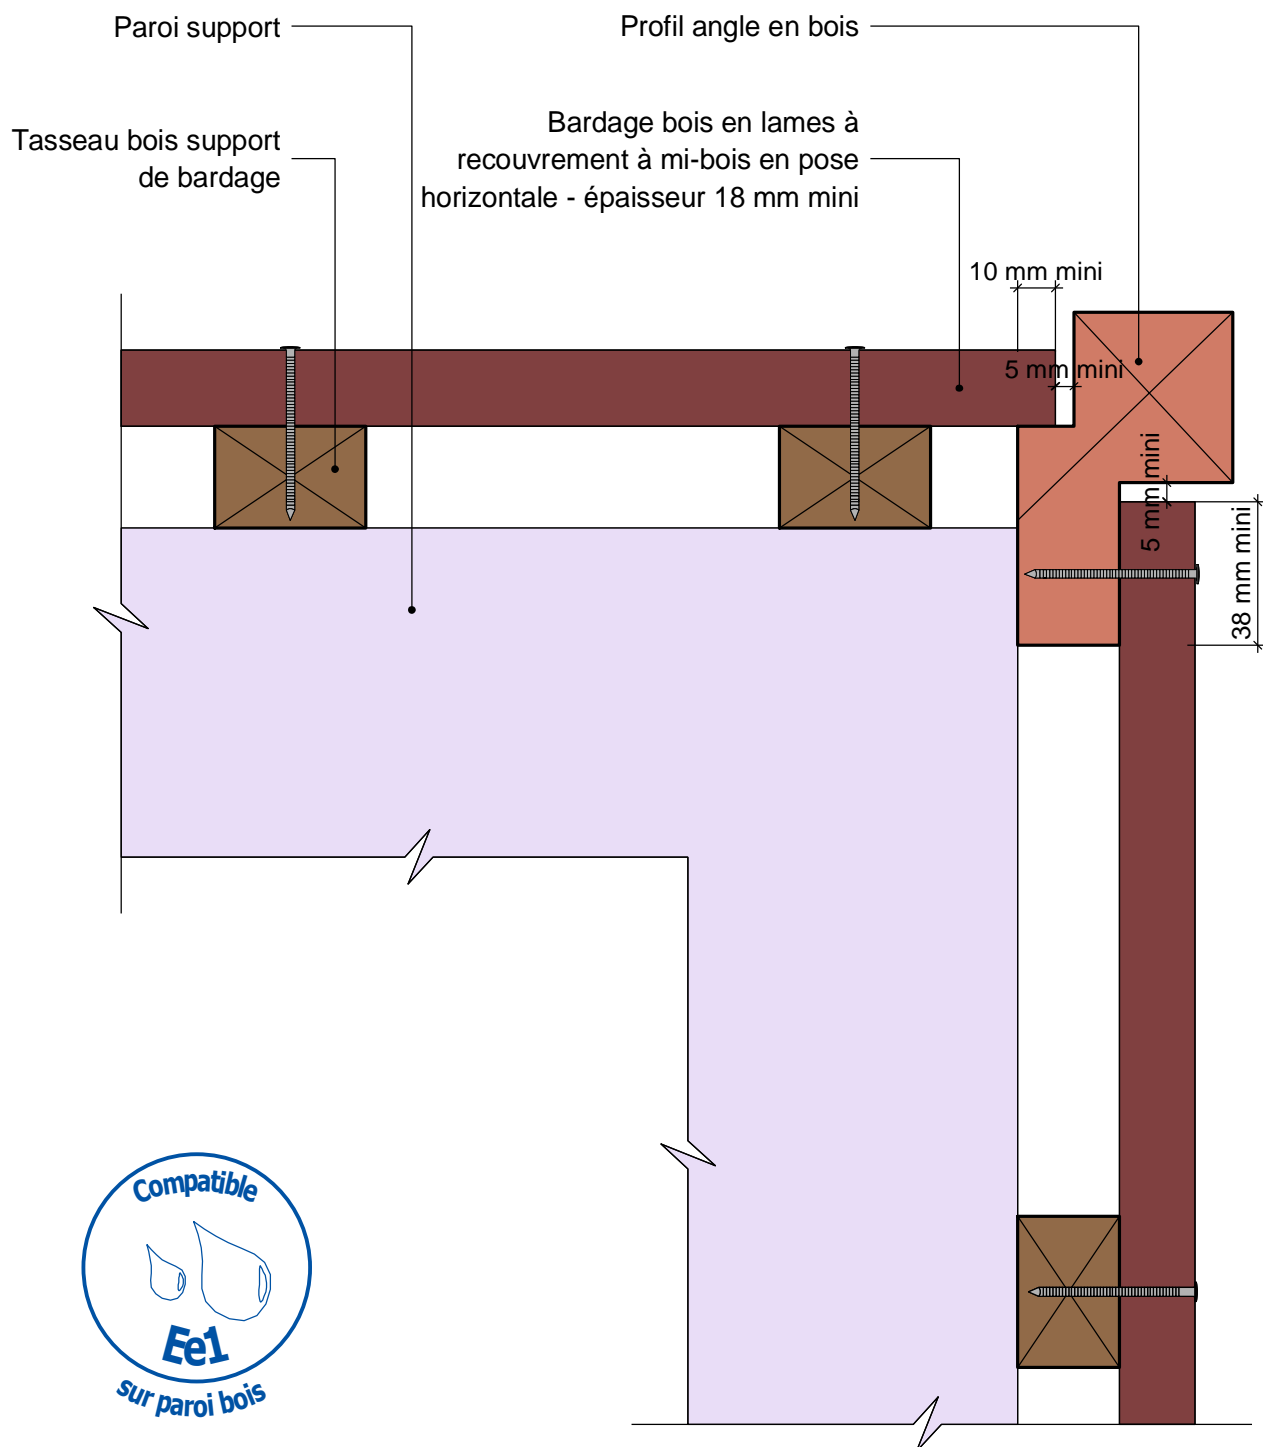 Paroi support
Profil angle en bois
Tasseau bois support
de bardage
Bardage bois en lames à
recouvrement à mi-bois en pose
horizontale - épaisseur 18 mm mini
10 mm mini
5 mm mini
5 mm mini
38 mm mini
Compatible
Ee1
sur paroi bois